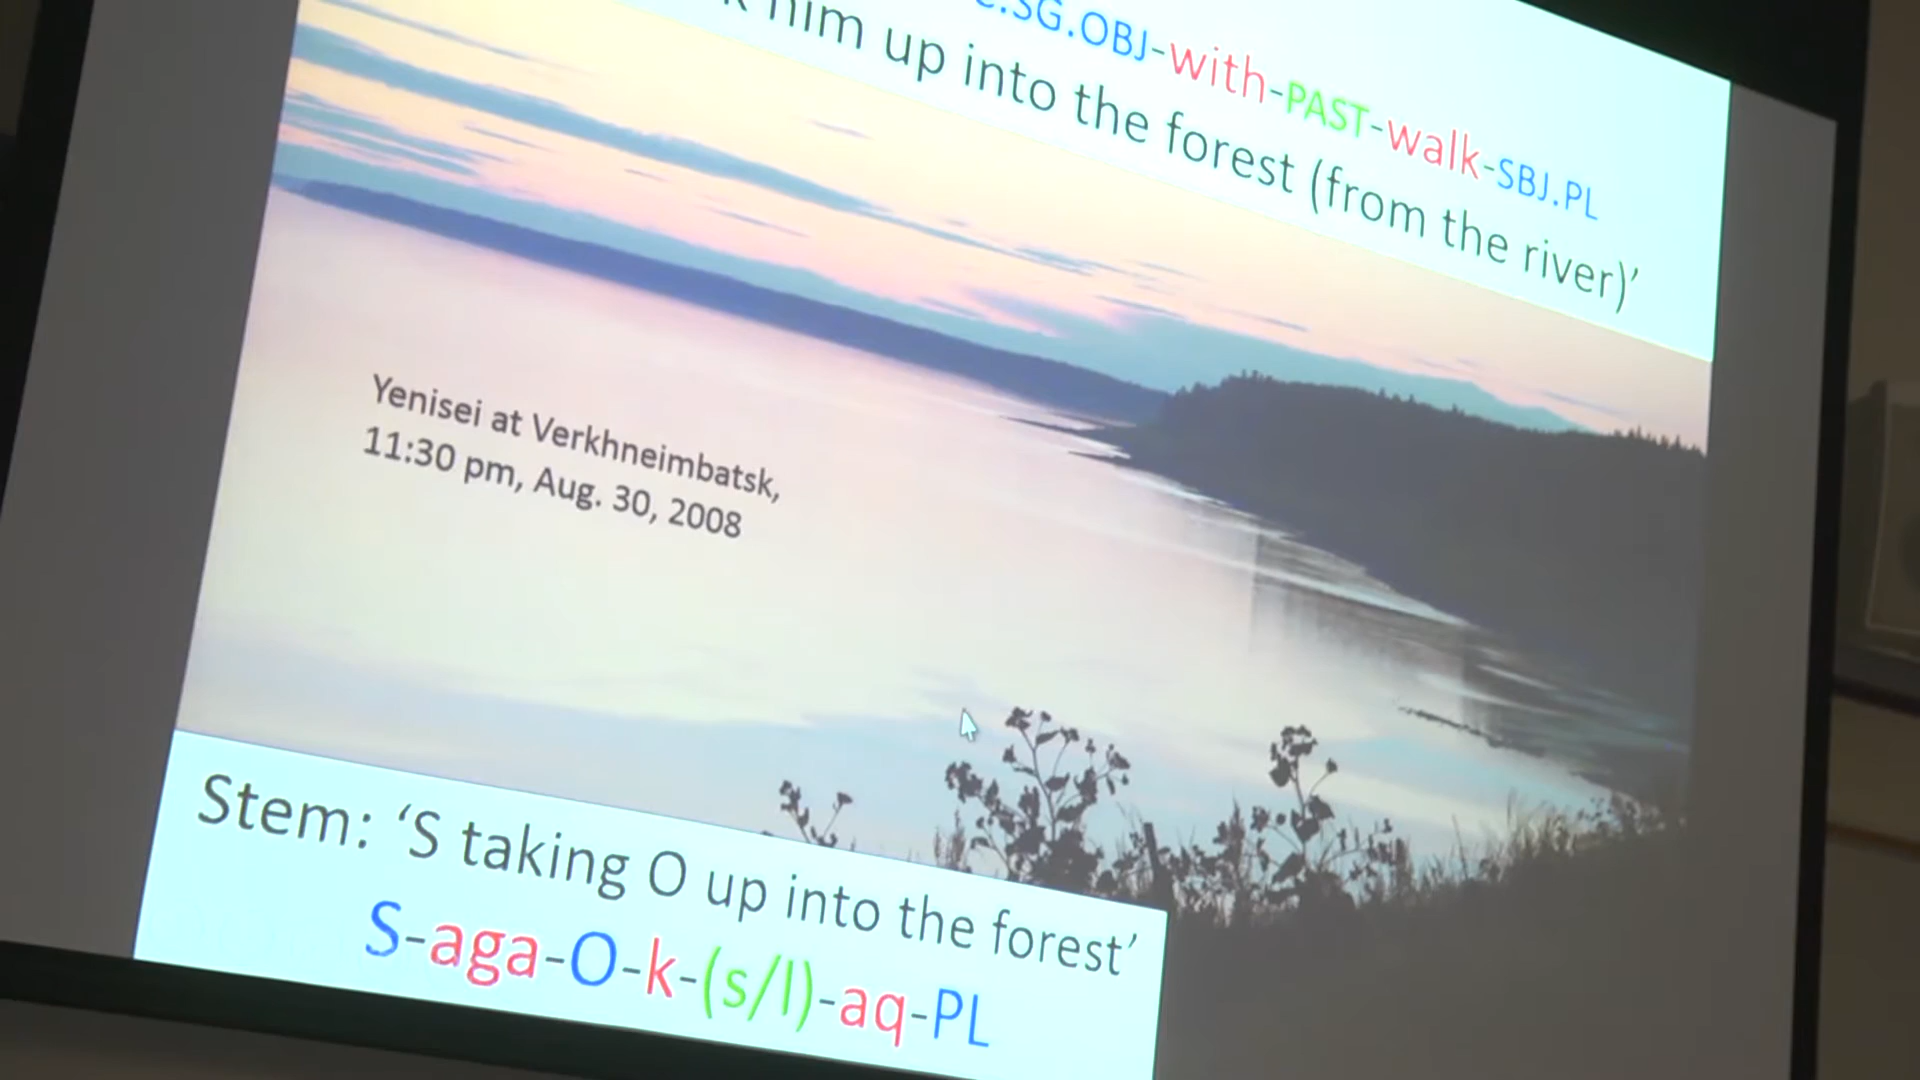 SG.OBJ-with-PAST-walk-SBJ.PL
him up into the forest (from the river)’
Yenisei at Verkhneimbatsk,
11:30 pm, Aug. 30, 2008
Stem: ‘S taking O up into the forest’
S-aga-O-k-(s/l)-aq-PL